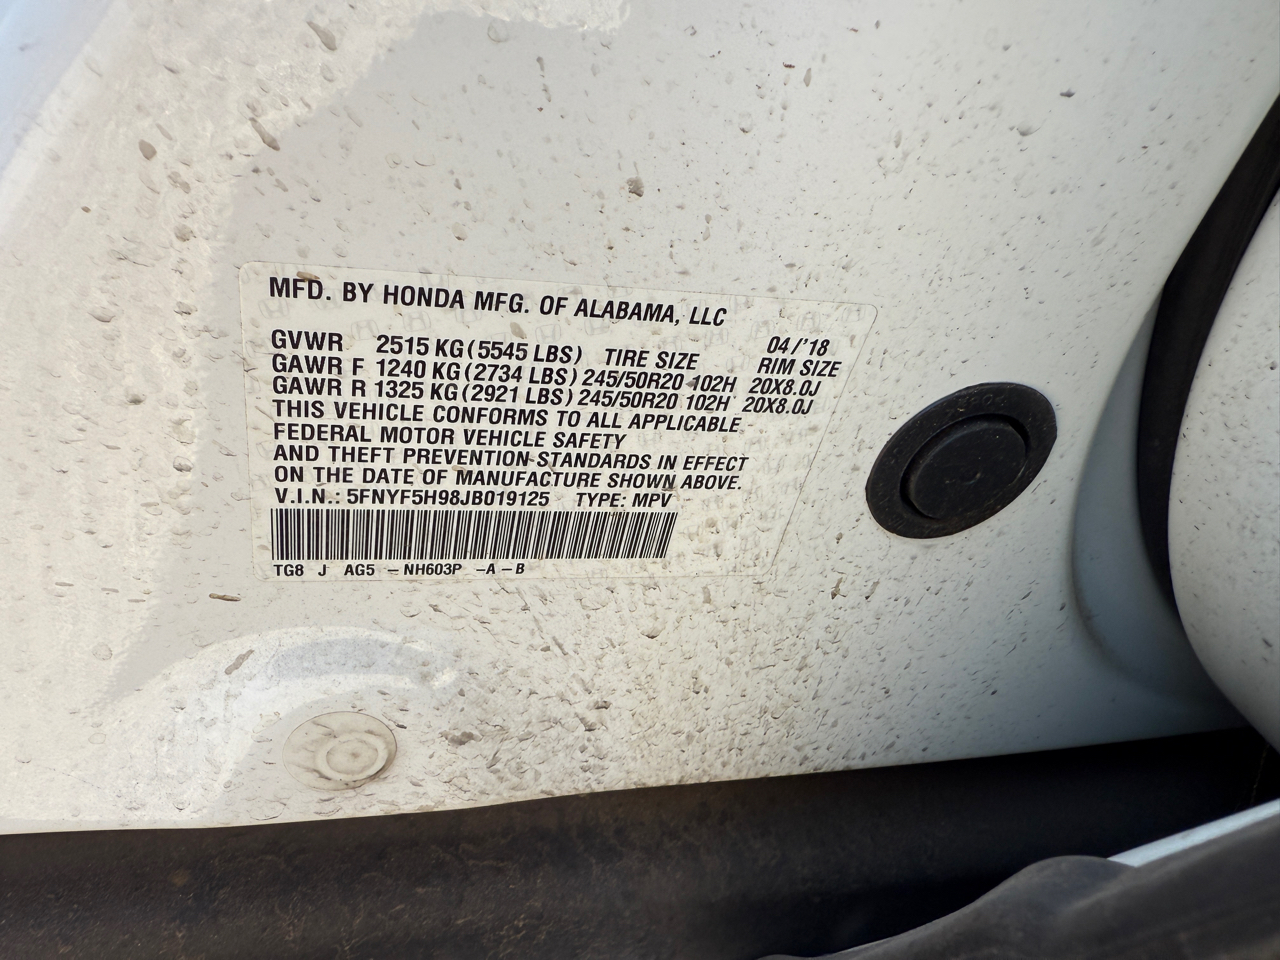 MFD. BY HONDA MFG. OF ALABAMA, LLC
04/'18
GVWR 2515 KG (5545 LBS) TIRE SIZE RIM SIZE
GAWR F 1240 KG (2734 LBS) 245/50R20 102H 20X8.0J
GAWR R 1325 KG (2921 LBS) 245/50R20 102H 20X8.0J
THIS VEHICLE CONFORMS TO ALL APPLICABLE
FEDERAL MOTOR VEHICLE SAFETY
AND THEFT PREVENTION STANDARDS IN EFFECT
ON THE DATE OF MANUFACTURE SHOWN ABOVE.
V.I.N.: 5FNYF5H98JB019125 TYPE: MPV
TG8 J AG5 – NH603P –A – B